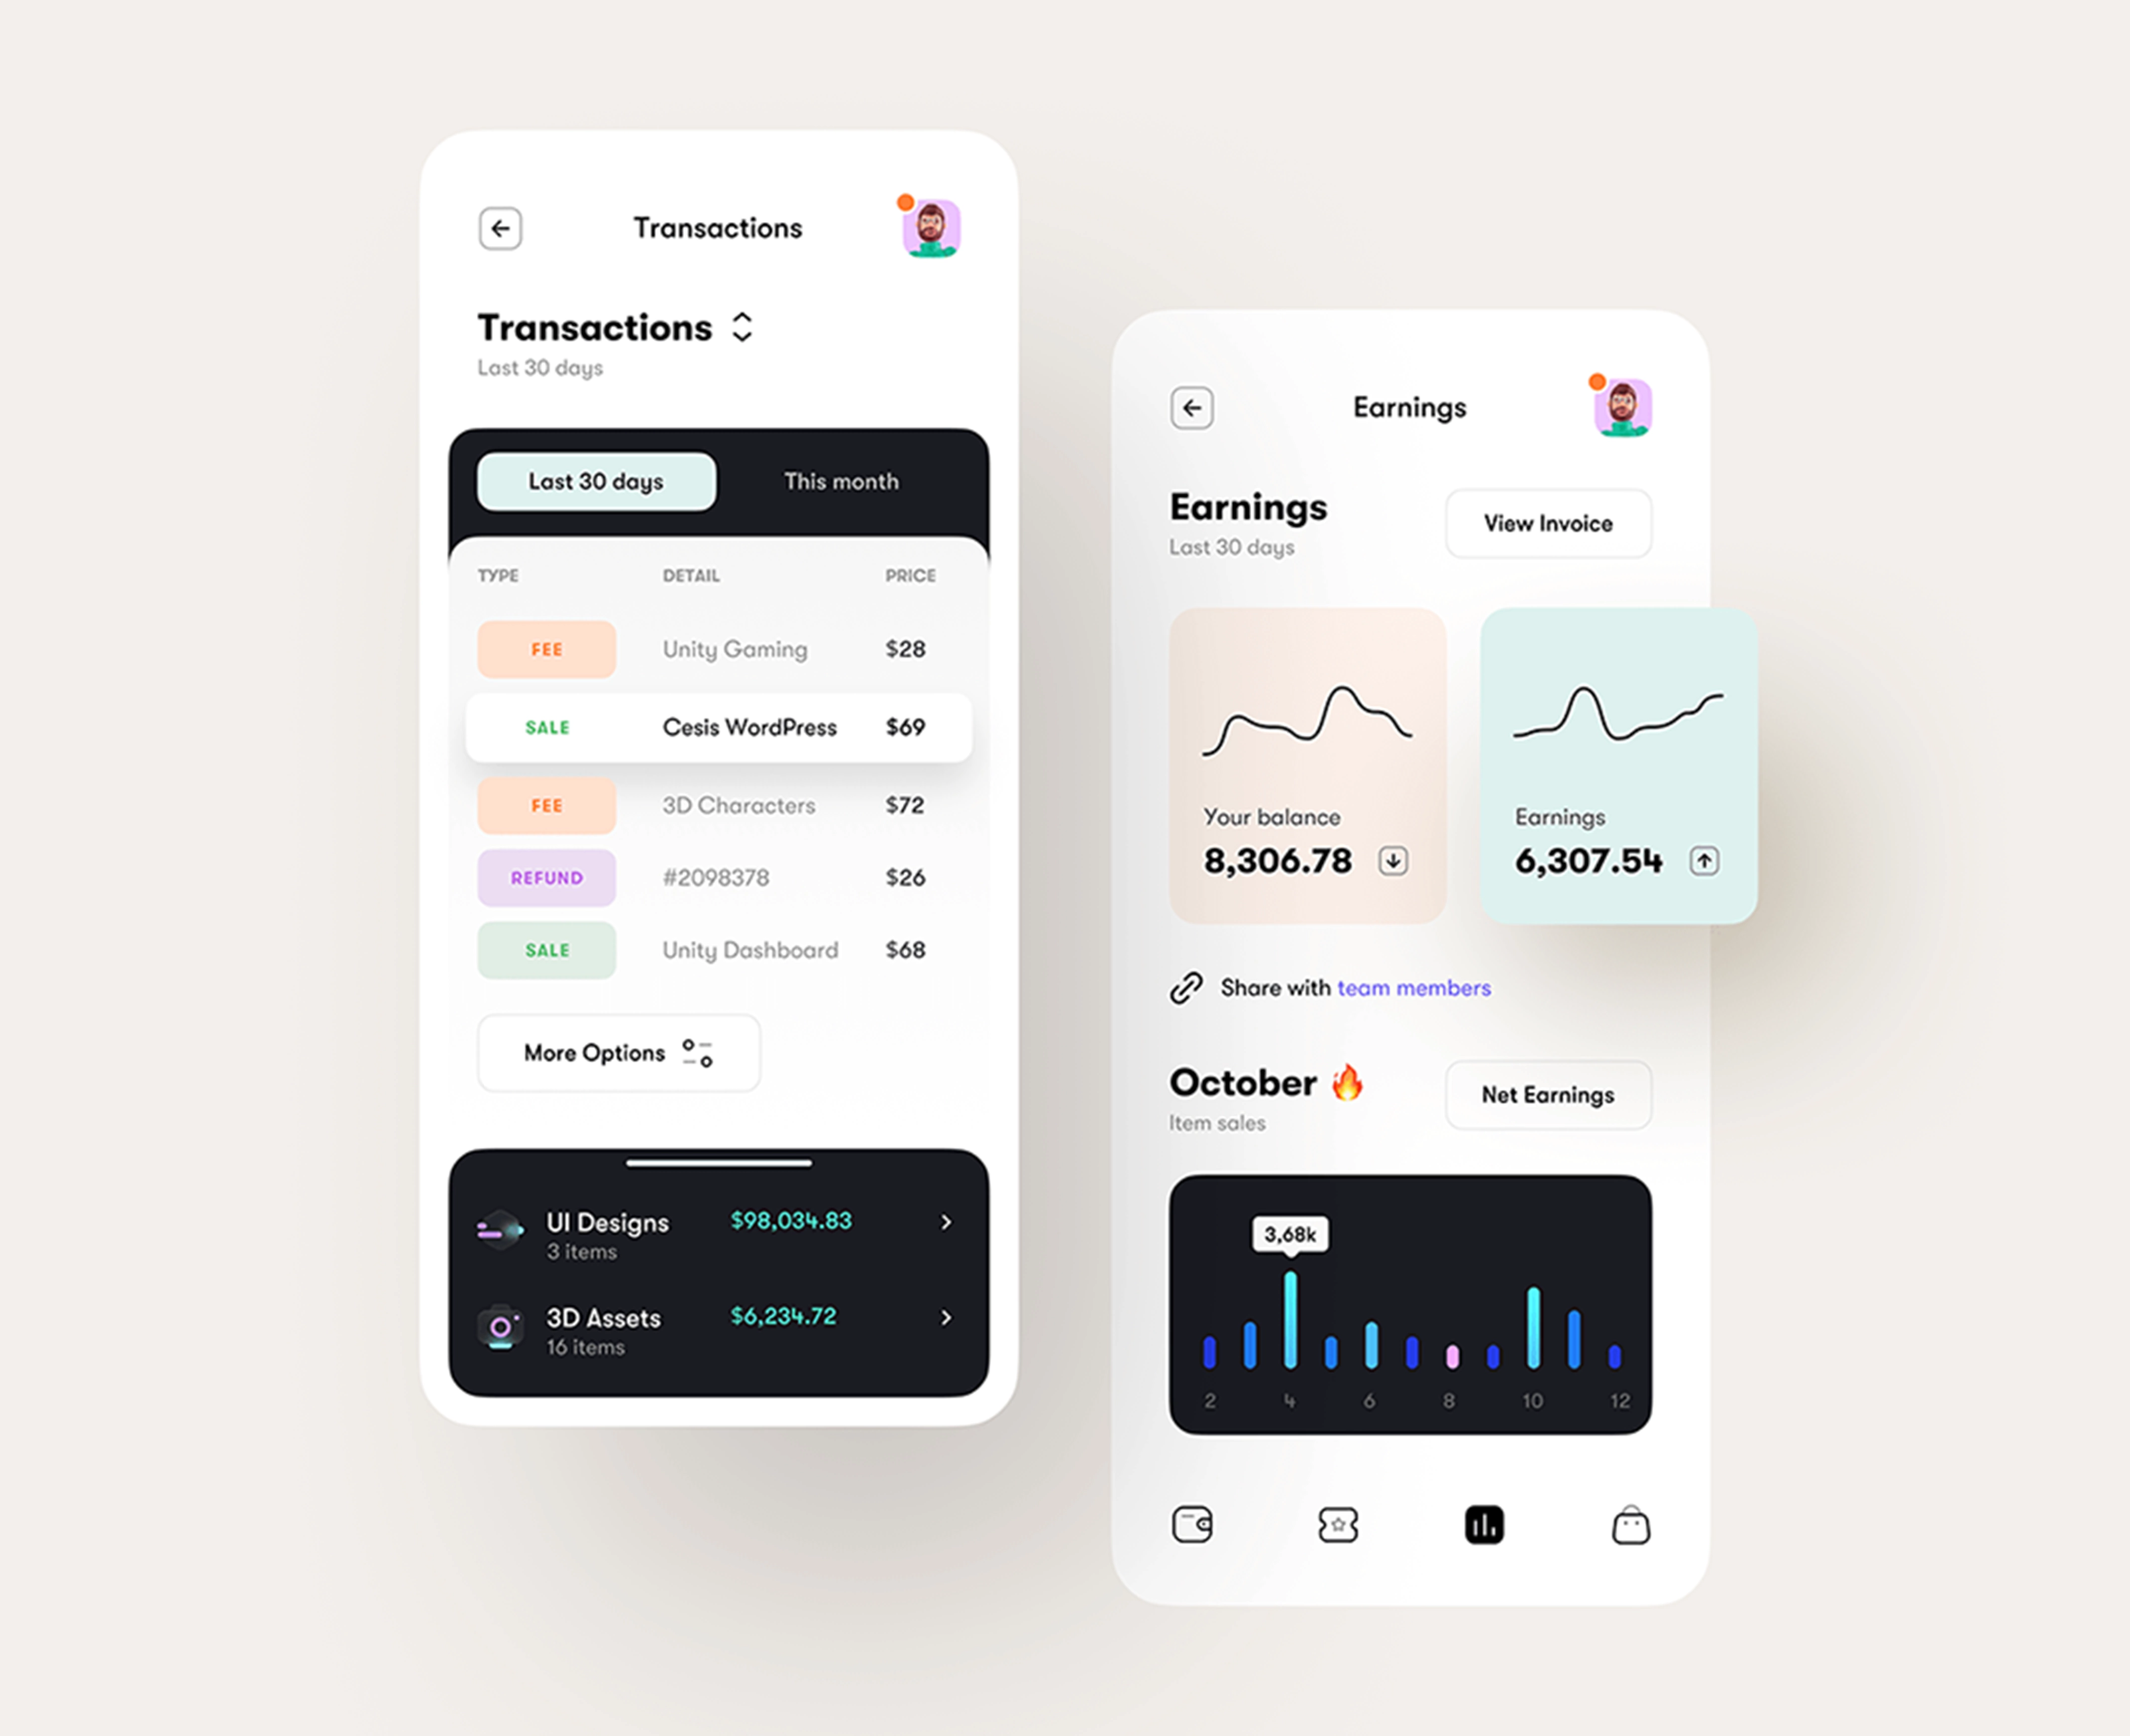 Transactions
Transactions
Last 30 days
Last 30 days This month
TYPE DETAIL PRICE
FEE Unity Gaming $28
SALE Cesis WordPress $69
FEE 3D Characters $72
REFUND #2098378 $26
SALE Unity Dashboard $68
More Options
UI Designs $98,034.83
3 items
3D Assets $6,234.72
16 items
Earnings
Earnings
Last 30 days
View Invoice
Your balance
8,306.78
Earnings
6,307.54
Share with team members
October 🔥
Item sales
Net Earnings
3,68k
2 4 6 8 10 12